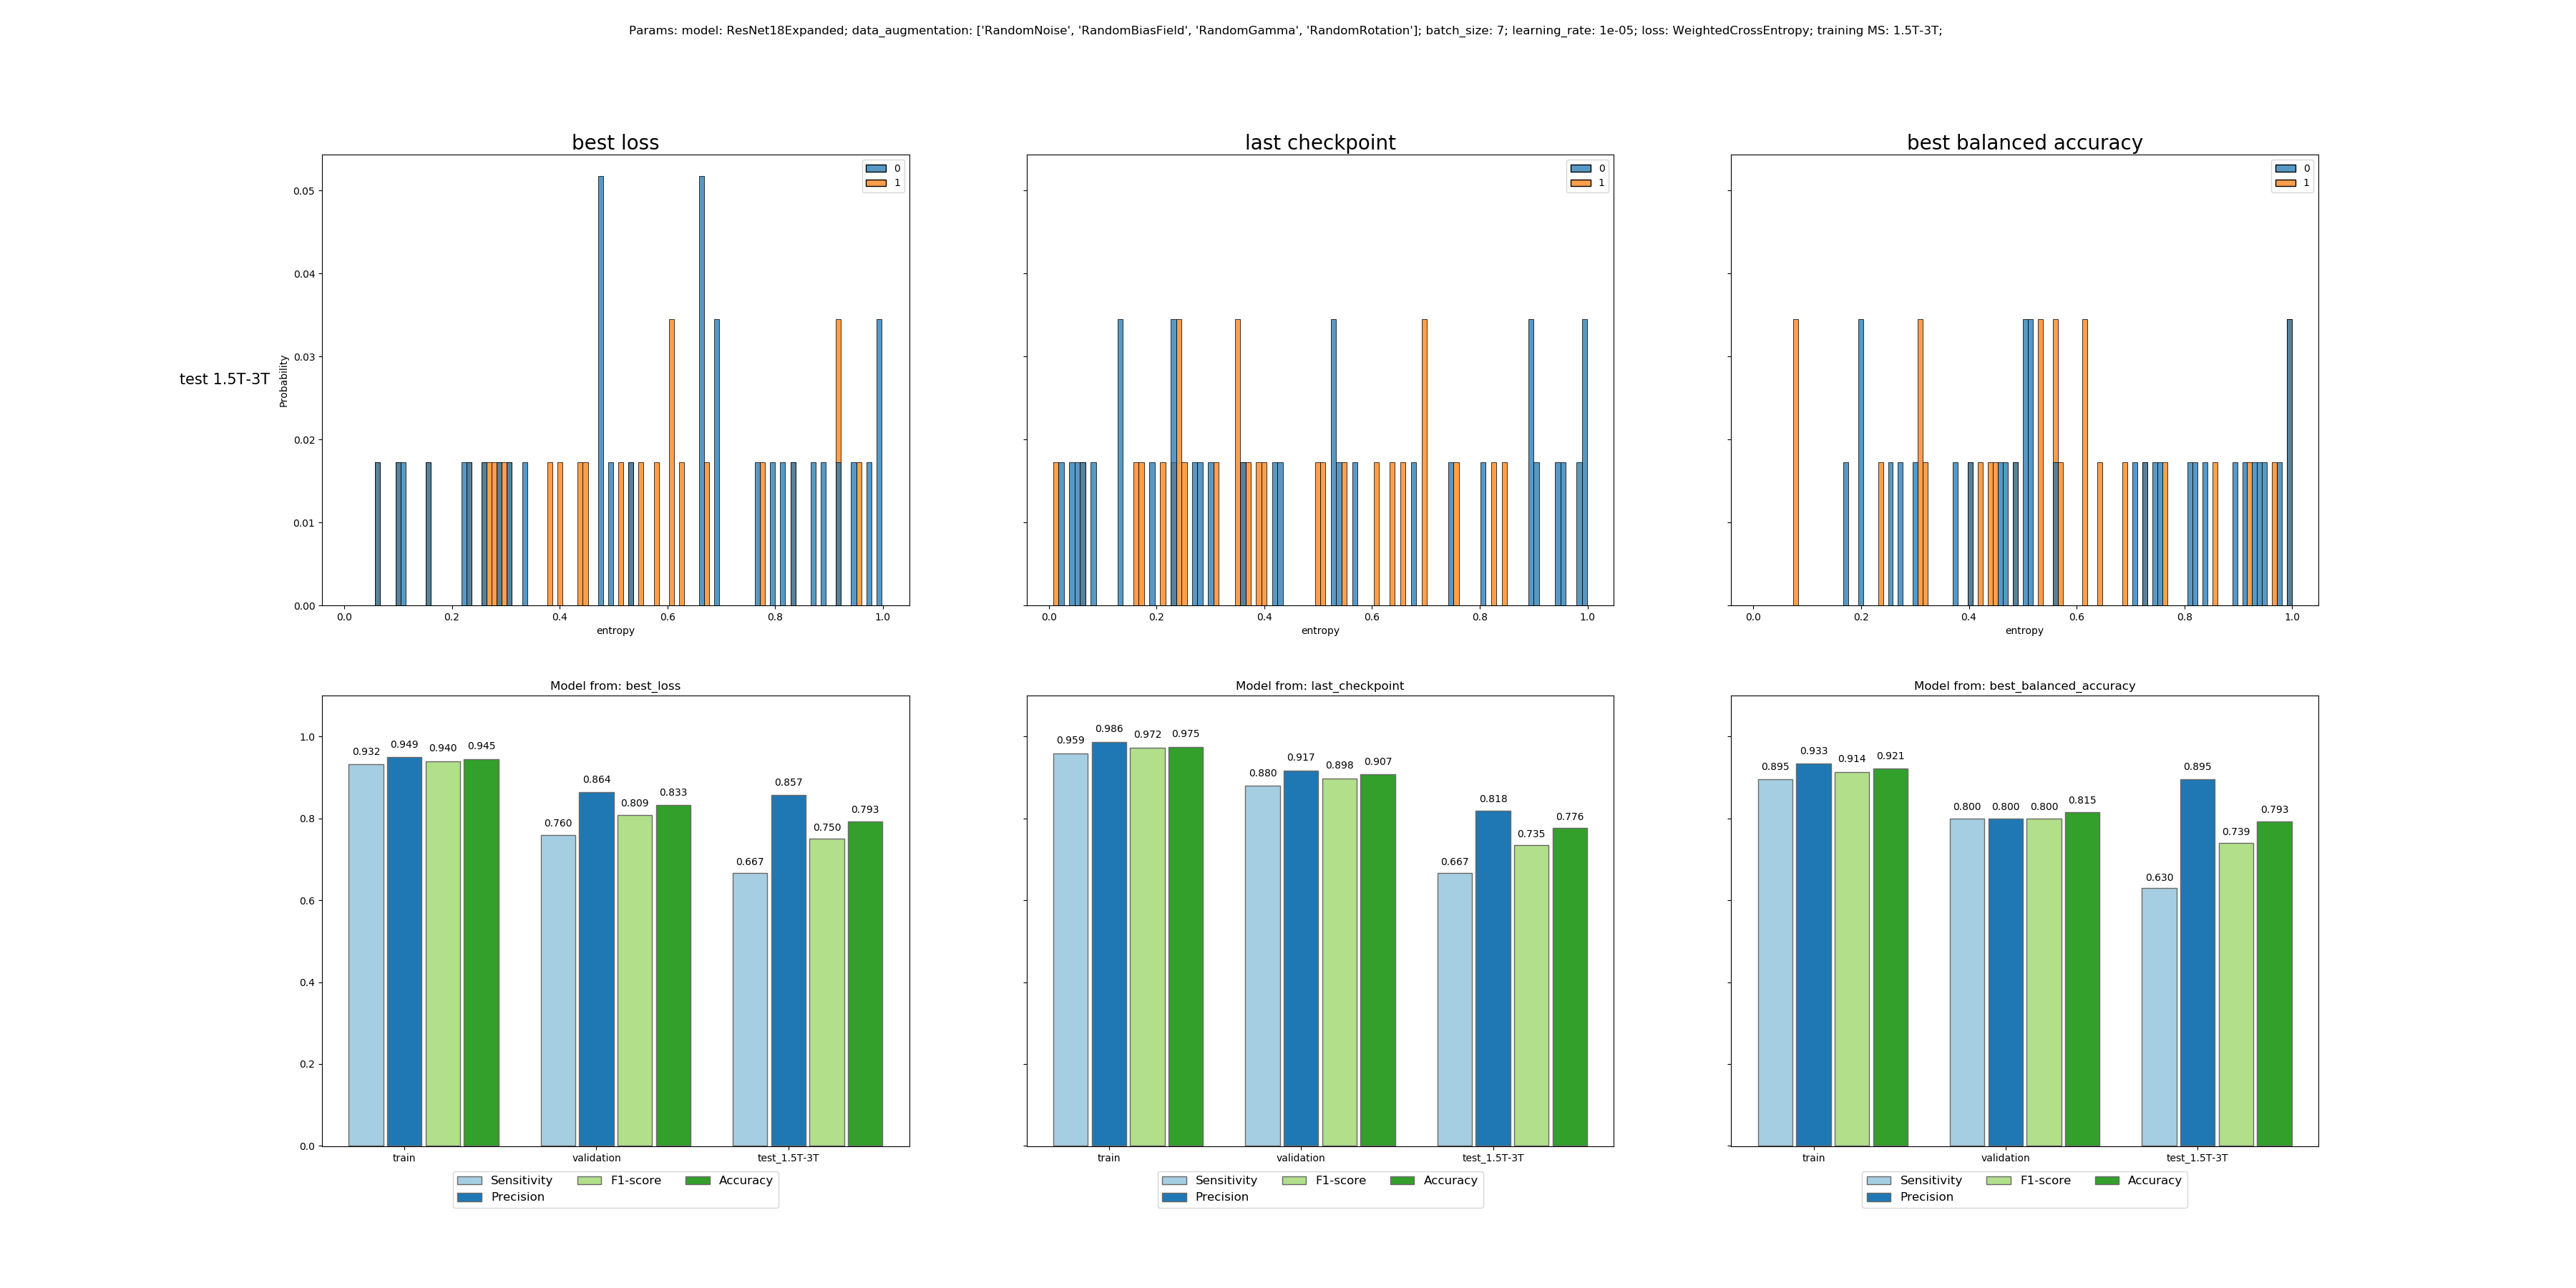 Params: model: ResNet18Expanded; data_augmentation: ['RandomNoise', 'RandomBiasField', 'RandomGamma', 'RandomRotation']; batch_size: 7; learning_rate: 1e-05; loss: WeightedCrossEntropy; training MS: 1.5T-3T;
best loss
last checkpoint
best balanced accuracy
test 1.5T-3T
Probability
0.05
0.04
0.03
0.02
0.01
0.00
0
1
0.0 0.2 0.4 0.6 0.8 1.0
entropy
0
1
0.0 0.2 0.4 0.6 0.8 1.0
entropy
0
1
0.0 0.2 0.4 0.6 0.8 1.0
entropy
Model from: best_loss
1.0
0.8
0.6
0.4
0.2
0.0
0.932 0.949 0.940 0.945
0.760 0.864 0.809 0.833
0.667 0.857 0.750 0.793
train validation test_1.5T-3T
Sensitivity F1-score Accuracy
Precision
Model from: last_checkpoint
0.959 0.986 0.972 0.975
0.880 0.917 0.898 0.907
0.667 0.818 0.735 0.776
train validation test_1.5T-3T
Sensitivity F1-score Accuracy
Precision
Model from: best_balanced_accuracy
0.895 0.933 0.914 0.921
0.800 0.800 0.800 0.815
0.630 0.895 0.739 0.793
train validation test_1.5T-3T
Sensitivity F1-score Accuracy
Precision